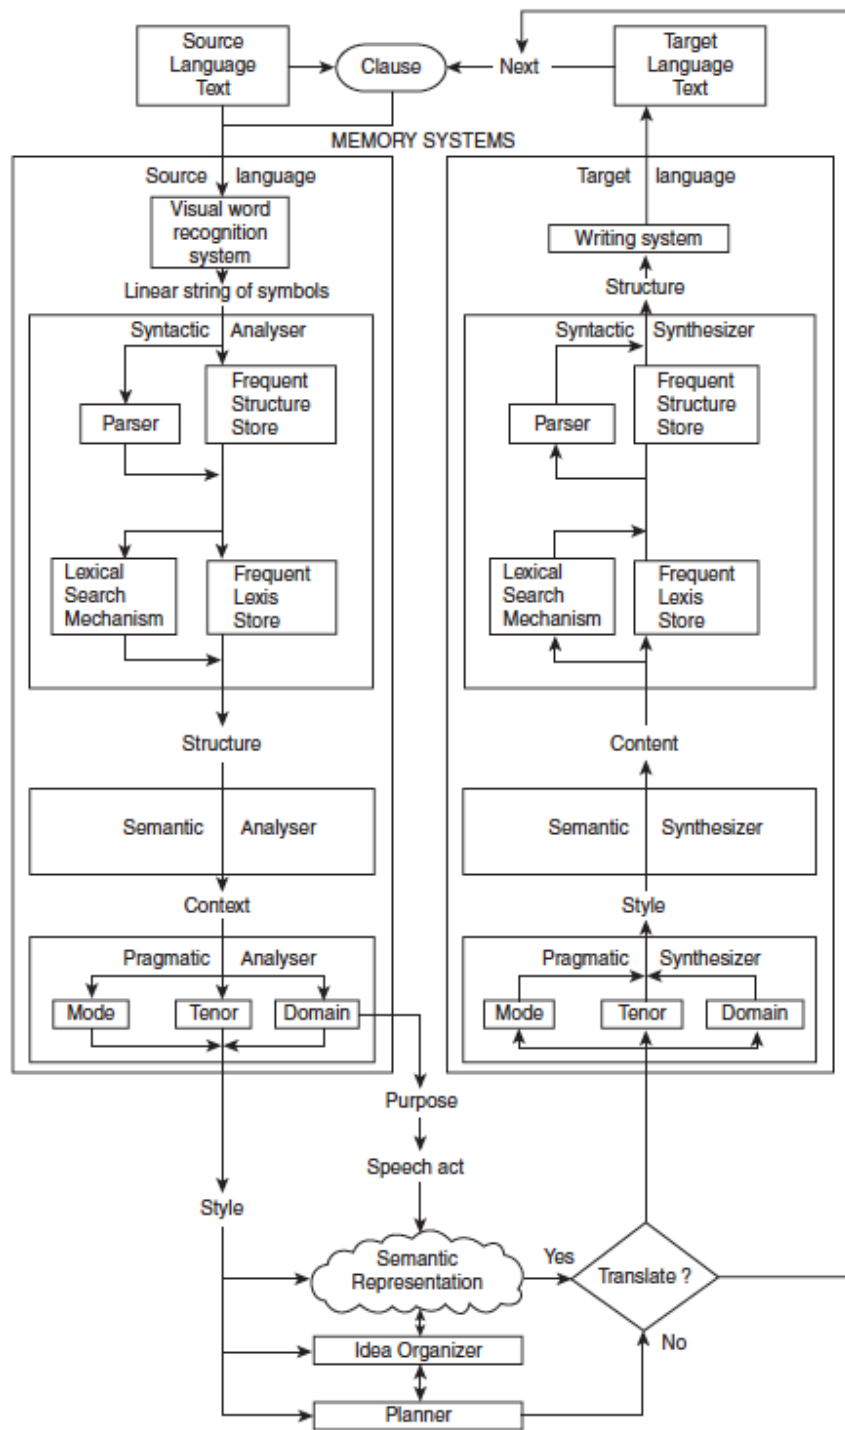 Source
Language
Text
Clause
Next
Target
Language
Text
MEMORY SYSTEMS
Source language
Visual word
recognition
system
Linear string of symbols
Syntactic Analyser
Parser
Frequent
Structure
Store
Lexical
Search
Mechanism
Frequent
Lexis
Store
Structure
Semantic Analyser
Context
Pragmatic Analyser
Mode
Tenor
Domain
Purpose
Speech act
Style
Target language
Writing system
Structure
Syntactic Synthesizer
Parser
Frequent
Structure
Store
Lexical
Search
Mechanism
Frequent
Lexis
Store
Content
Semantic Synthesizer
Style
Pragmatic Synthesizer
Mode
Tenor
Domain
Semantic
Representation
Yes
Translate ?
No
Idea Organizer
Planner